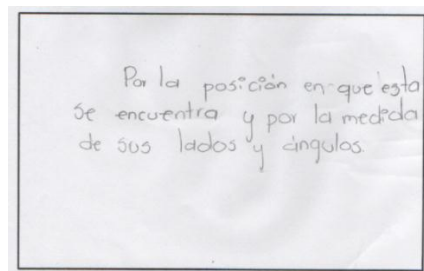 Por la posición en que esta
se encuentra y por la medida
de sus lados y ángulos.